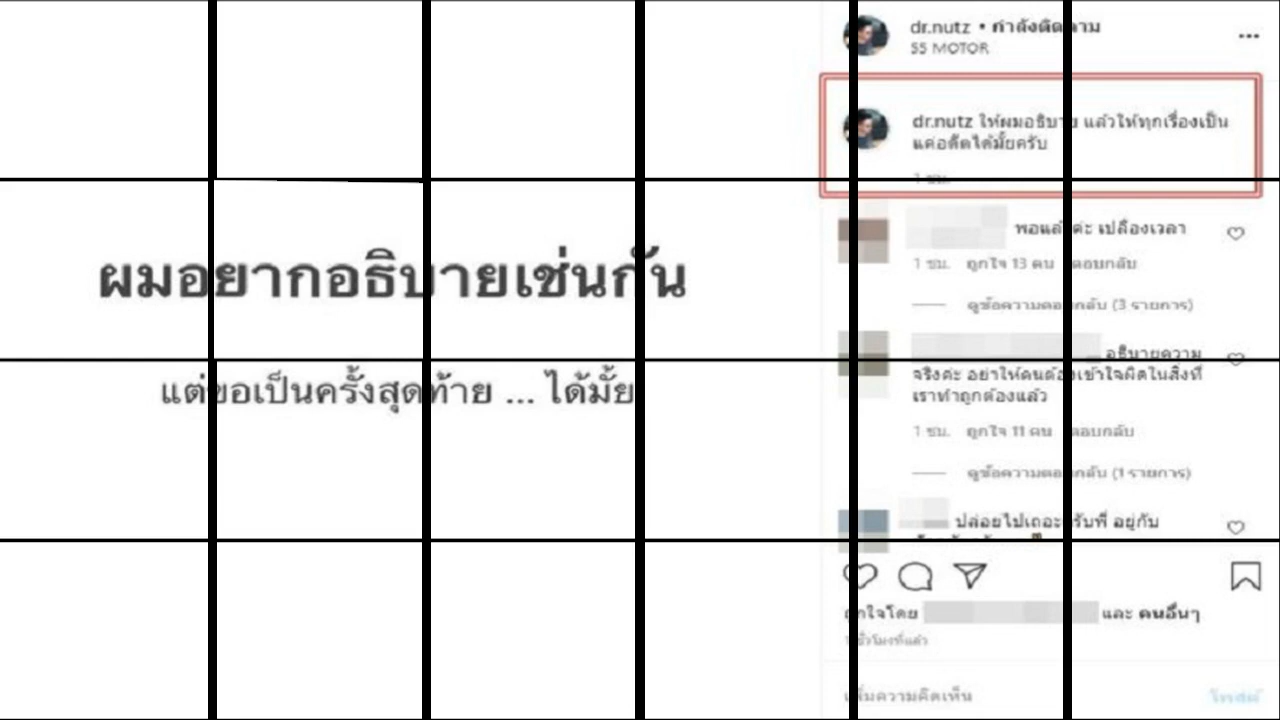 ผมอยากอธิบายเช่นกัน
แต่ขอเป็นครั้งสุดท้าย ... ได้มั้ย
dr.nutz • กำลังติดตาม
55 MOTOR
dr.nutz ให้ผมอธิบาย แล้วให้ทุกเรื่องเป็น
แค่อดีตได้มั้ยครับ
1 ชม.
พอแล้วค่ะ เปลืองเวลา
1 ชม. ถูกใจ 13 คน ตอบกลับ
ดูข้อความตอบกลับ (3 รายการ)
อธิบายความ
จริงค่ะ อย่าให้คนต้องเข้าใจผิดในสิ่งที่
เราทำถูกต้องแล้ว
1 ชม. ถูกใจ 11 คน ตอบกลับ
ดูข้อความตอบกลับ (1 รายการ)
ปล่อยไปเถอะครับพี่ อยู่กับ
ถูกใจโดย และ คนอื่นๆ
1 ชั่วโมงที่แล้ว
เพิ่มความคิดเห็น
โพสต์